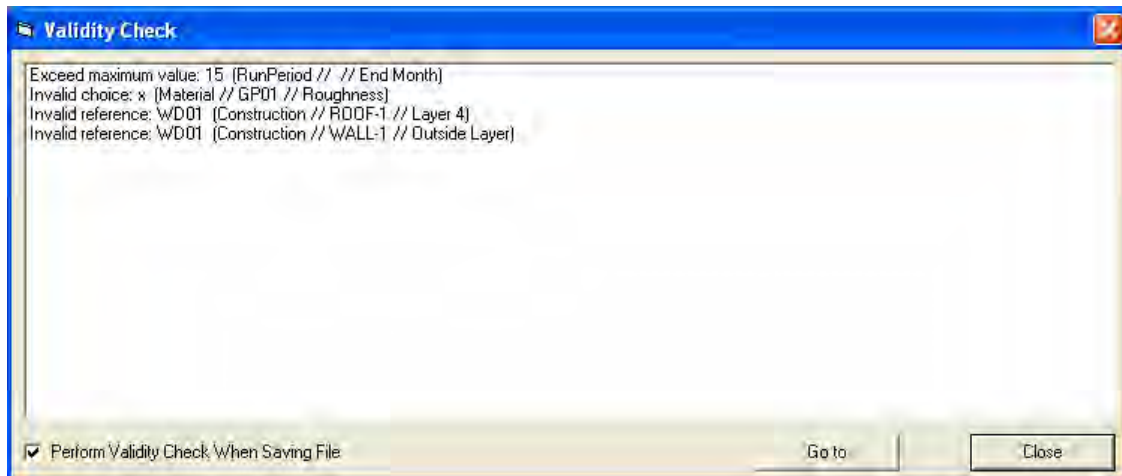 Validity Check
Exceed maximum value: 15 (RunPeriod // // End Month)
Invalid choice: x (Material // GP01 // Roughness)
Invalid reference: WD01 (Construction // ROOF-1 // Layer 4)
Invalid reference: WD01 (Construction // WALL-1 // Outside Layer)
Perform Validity Check When Saving File
Go to
Close